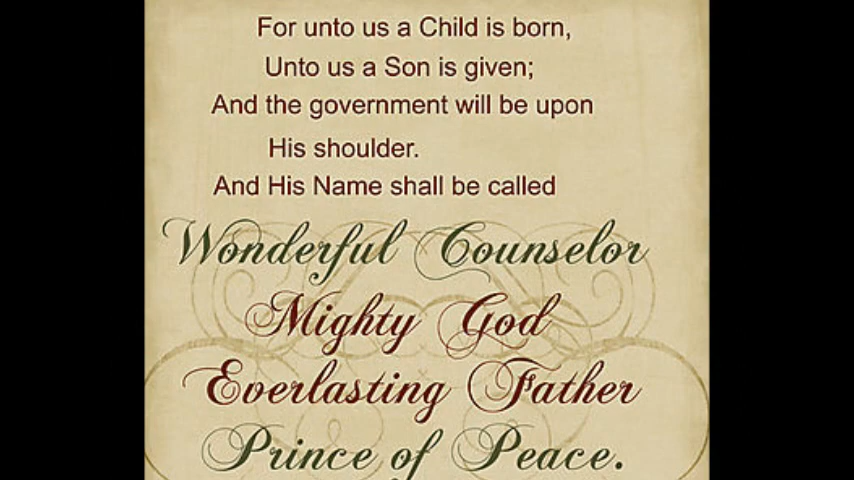 For unto us a Child is born,
Unto us a Son is given;
And the government will be upon
His shoulder.
And His Name shall be called
Wonderful Counselor
Mighty God
Everlasting Father
Prince of Peace.